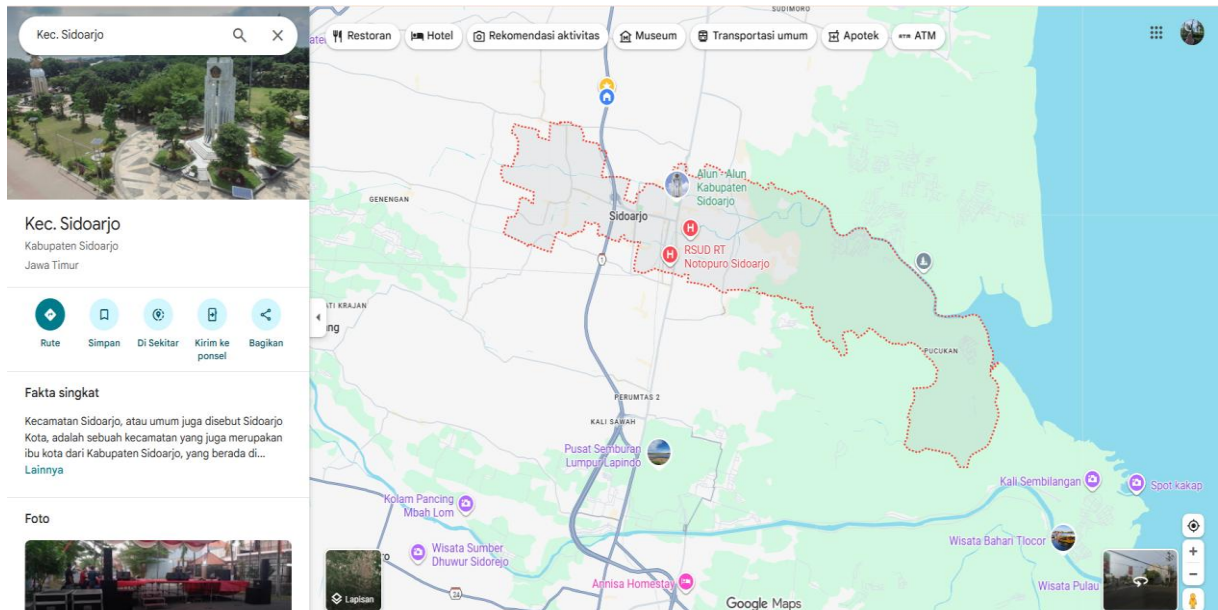 Kec. Sidoarjo
Restoran
Hotel
Rekomendasi aktivitas
Museum
Transportasi umum
Apotek
ATM
Kec. Sidoarjo
Kabupaten Sidoarjo
Jawa Timur
Rute
Simpan
Di Sekitar
Kirim ke
ponsel
Bagikan
Fakta singkat
Kecamatan Sidoarjo, atau umum juga disebut Sidoarjo
Kota, adalah sebuah kecamatan yang juga merupakan
ibu kota dari Kabupaten Sidoarjo, yang berada di...
Lainnya
Foto
SUDIMORO
GENENGAN
Alun - Alun
Kabupaten
Sidoarjo
Sidoarjo
RSUD RT
Notopuro Sidoarjo
TI KRAJAN
ng
PUCUKAN
PERUMTAS 2
KALI SAWAH
Pusat Semburan
Lumpur Lapindo
Kali Sembilangan
Spot kakap
Kolam Pancing
Mbah Lom
Wisata Bahari Tlocor
Wisata Sumber
Dhuwur Sidorejo
Annisa Homestay
Wisata Pulau
24
Lapisan
Google Maps